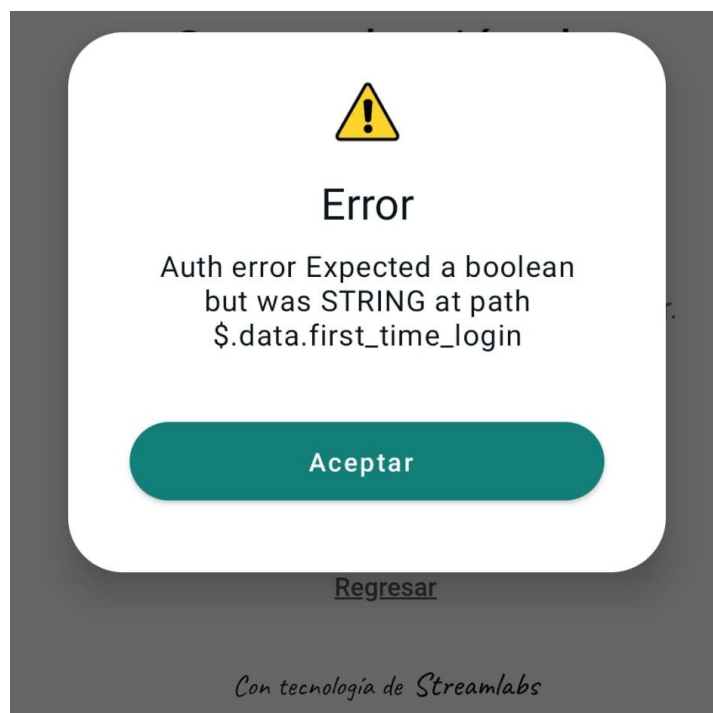 Error
Auth error Expected a boolean
but was STRING at path
$.data.first_time_login
Aceptar
Regresar
Con tecnología de Streamlabs